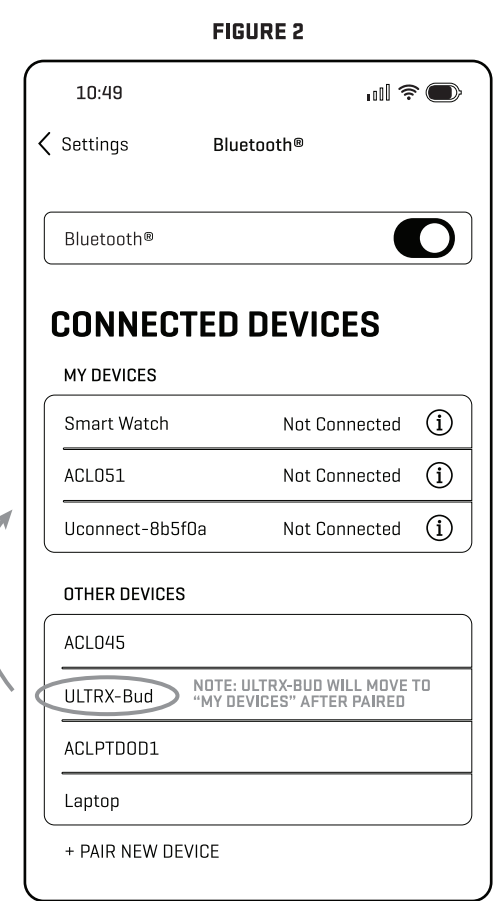 FIGURE 2
10:49
Settings Bluetooth®
Bluetooth®
CONNECTED DEVICES
MY DEVICES
Smart Watch Not Connected i
ACL051 Not Connected i
Uconnect-8b5f0a Not Connected i
OTHER DEVICES
ACL045
ULTRX-Bud NOTE: ULTRX-BUD WILL MOVE TO
"MY DEVICES" AFTER PAIRED
ACLPTD0D1
Laptop
+ PAIR NEW DEVICE